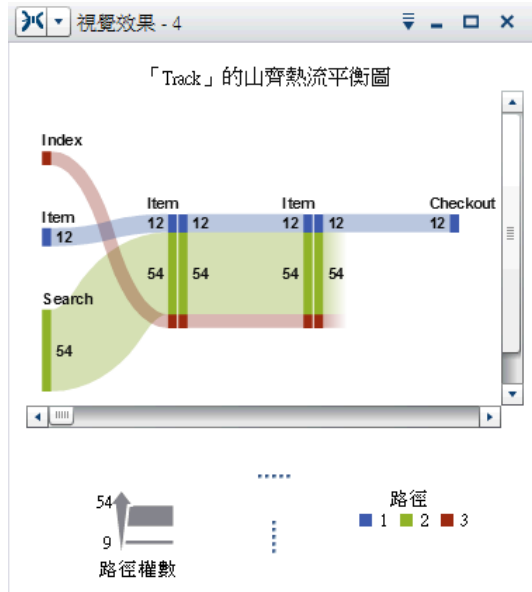 視覺效果 - 4
「Track」的山齊熱流平衡圖
Index
Item
12
Search
54
Item
12 12
54 54
Item
12 12
54 54
Checkout
12
54
9
路徑權數
路徑
1 2 3